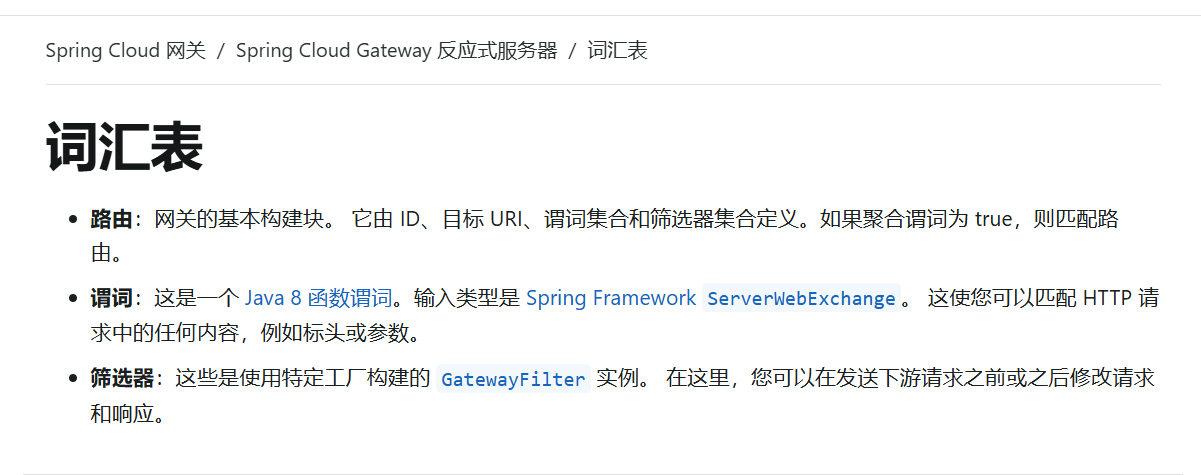 Spring Cloud 网关 / Spring Cloud Gateway 反应式服务器 / 词汇表
词汇表
• 路由：网关的基本构建块。 它由 ID、目标 URI、谓词集合和筛选器集合定义。如果聚合谓词为 true，则匹配路
由。
• 谓词：这是一个 Java 8 函数谓词。输入类型是 Spring Framework ServerWebExchange。 这使您可以匹配 HTTP 请
求中的任何内容，例如标头或参数。
• 筛选器：这些是使用特定工厂构建的 GatewayFilter 实例。 在这里，您可以在发送下游请求之前或之后修改请求
和响应。